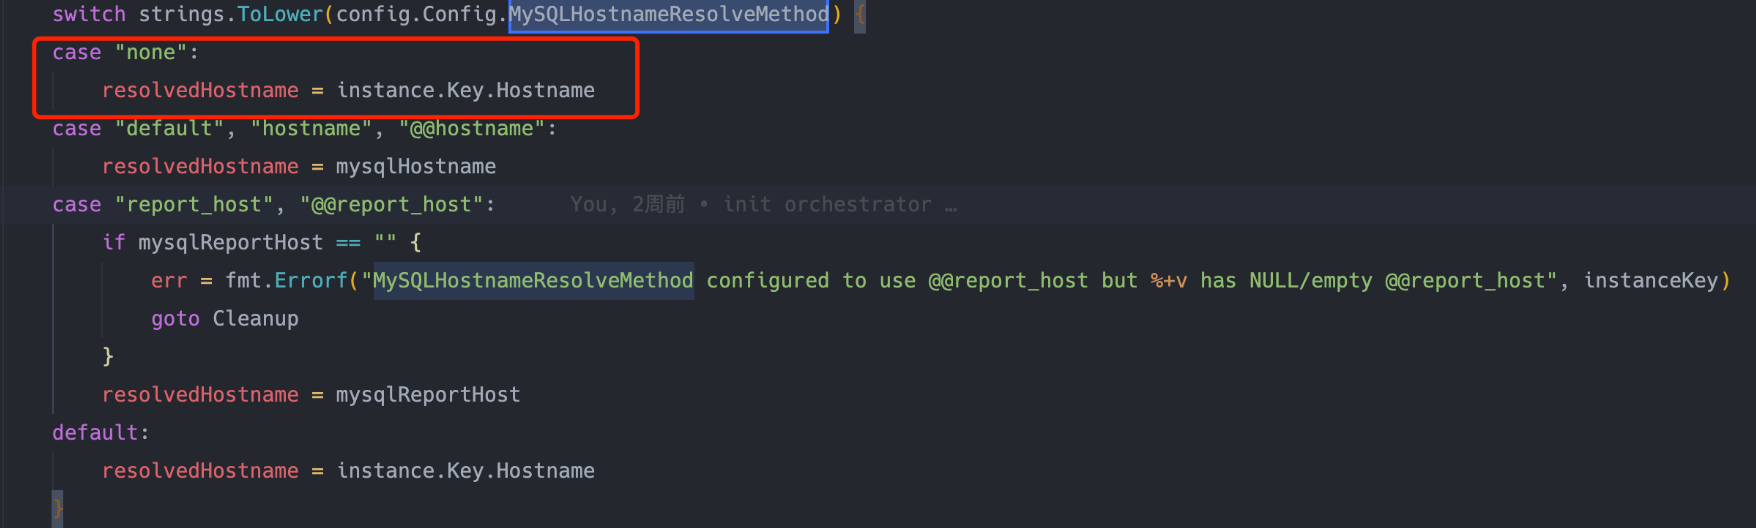 switch strings.ToLower(config.Config.MySQLHostnameResolveMethod) {
case "none":
    resolvedHostname = instance.Key.Hostname
case "default", "hostname", "@@hostname":
    resolvedHostname = mysqlHostname
case "report_host", "@@report_host":     You, 2周前 • init orchestrator …
    if mysqlReportHost == "" {
        err = fmt.Errorf("MySQLHostnameResolveMethod configured to use @@report_host but %+v has NULL/empty @@report_host", instanceKey)
        goto Cleanup
    }
    resolvedHostname = mysqlReportHost
default:
    resolvedHostname = instance.Key.Hostname
}